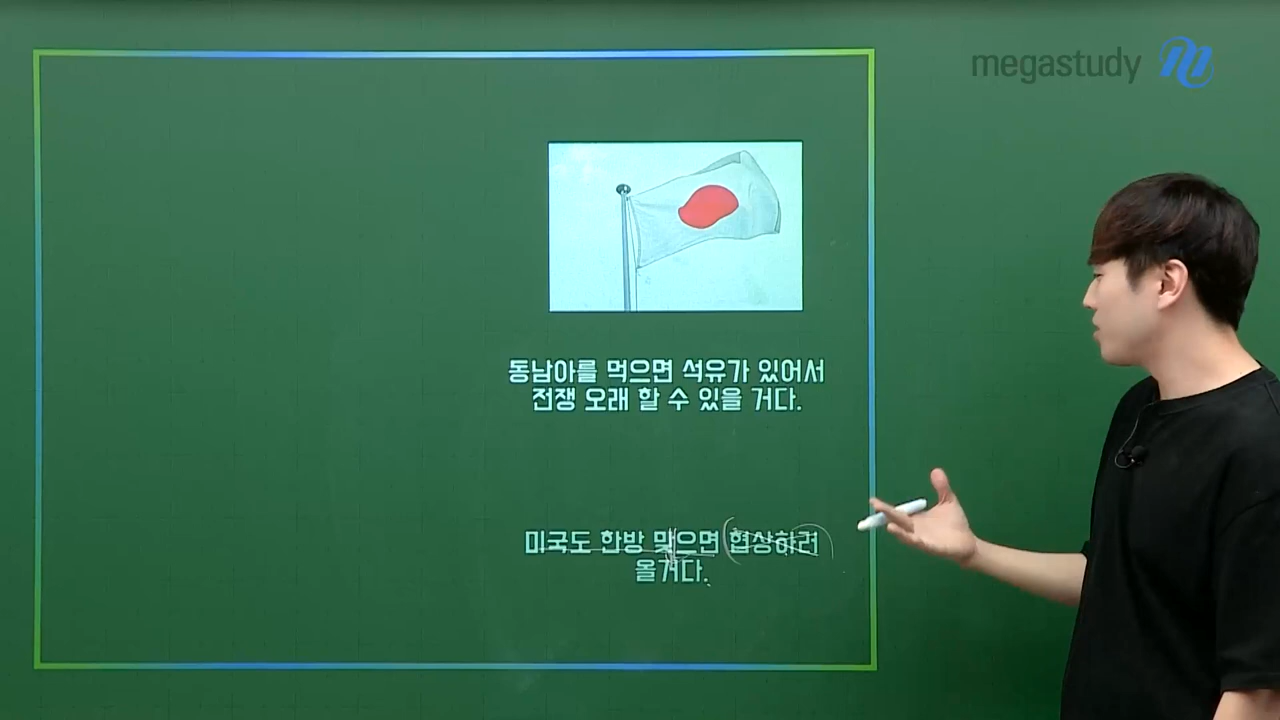 megastudy
동남아를 먹으면 석유가 있어서
전쟁 오래 할 수 있을 거다.
미국도 한방 맞으면 협상하러
올거다.